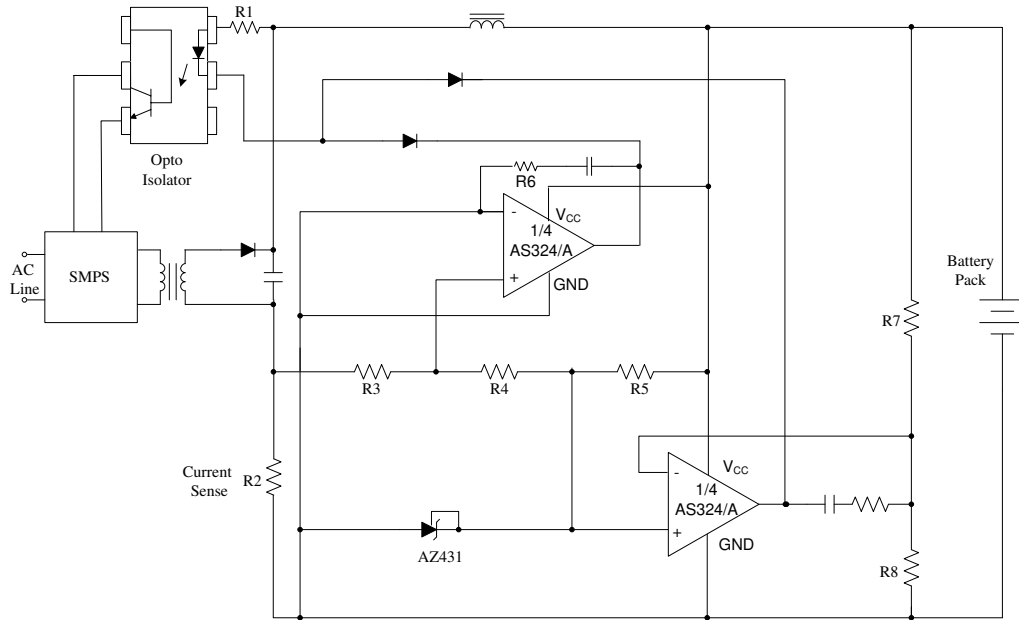 R1
Opto
Isolator
R6
-
VCC
1/4
AS324/A
+
GND
AC
Line
SMPS
Battery
Pack
R7
R3
R4
R5
Current
Sense
R2
-
VCC
1/4
AS324/A
+
GND
AZ431
R8